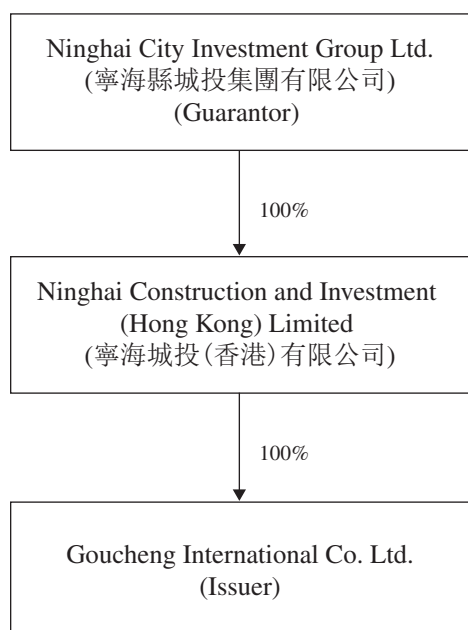 Ninghai City Investment Group Ltd.
(寧海縣城投集團有限公司)
(Guarantor)
100%
Ninghai Construction and Investment
(Hong Kong) Limited
(寧海城投(香港)有限公司)
100%
Goucheng International Co. Ltd.
(Issuer)